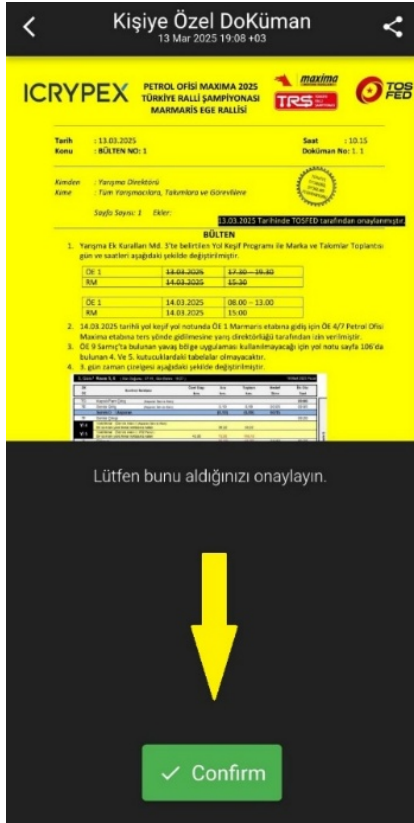 Kişiye Özel DoKüman
13 Mar 2025 19:08 +03
ICRYPEX
PETROL OFİSİ MAXIMA 2025
TÜRKİYE RALLİ ŞAMPİYONASI
MARMARİS EGE RALLİSİ
maxima
TRS
TOSFED
Tarih : 13.03.2025 Saat : 10.15
Konu : BÜLTEN NO: 1 Doküman No: 1. 1
Kimden : Yarışma Direktörü
Kime : Tüm Yarışmacılara, Takımlara ve Görevlilere
Sayfa Sayısı: 1 Ekler:
13.03.2025 Tarihinde TOSFED tarafından onaylanmıştır.
BÜLTEN
1. Yarışma Ek Kuralları Md. 3'te belirtilen Yol Keşif Programı ile Marka ve Takımlar Toplantısı
gün ve saatleri aşağıdaki şekilde değiştirilmiştir.
ÖE 1 13.03.2025 17.30 – 19.30
RM 13.03.2025 15:30
ÖE 1 14.03.2025 08.00 – 13.00
RM 14.03.2025 15:00
2. 14.03.2025 tarihli yol keşif yol notunda ÖE 1 Marmaris etabına gidiş için ÖE 4/7 Petrol Ofisi
Maxima etabına ters yönde gidilmesine yarış direktörlüğü tarafından izin verilmiştir.
3. ÖE 9 Sarnıç'ta bulunan yavaş bölge uygulaması kullanılmayacağı için yol notu sayfa 106'da
bulunan 4. Ve 5. kutucuklardaki tabelalar olmayacaktır.
4. 3. gün zaman çizelgesi aşağıdaki şekilde değiştirilmiştir.
Lütfen bunu aldığınızı onaylayın.
Confirm